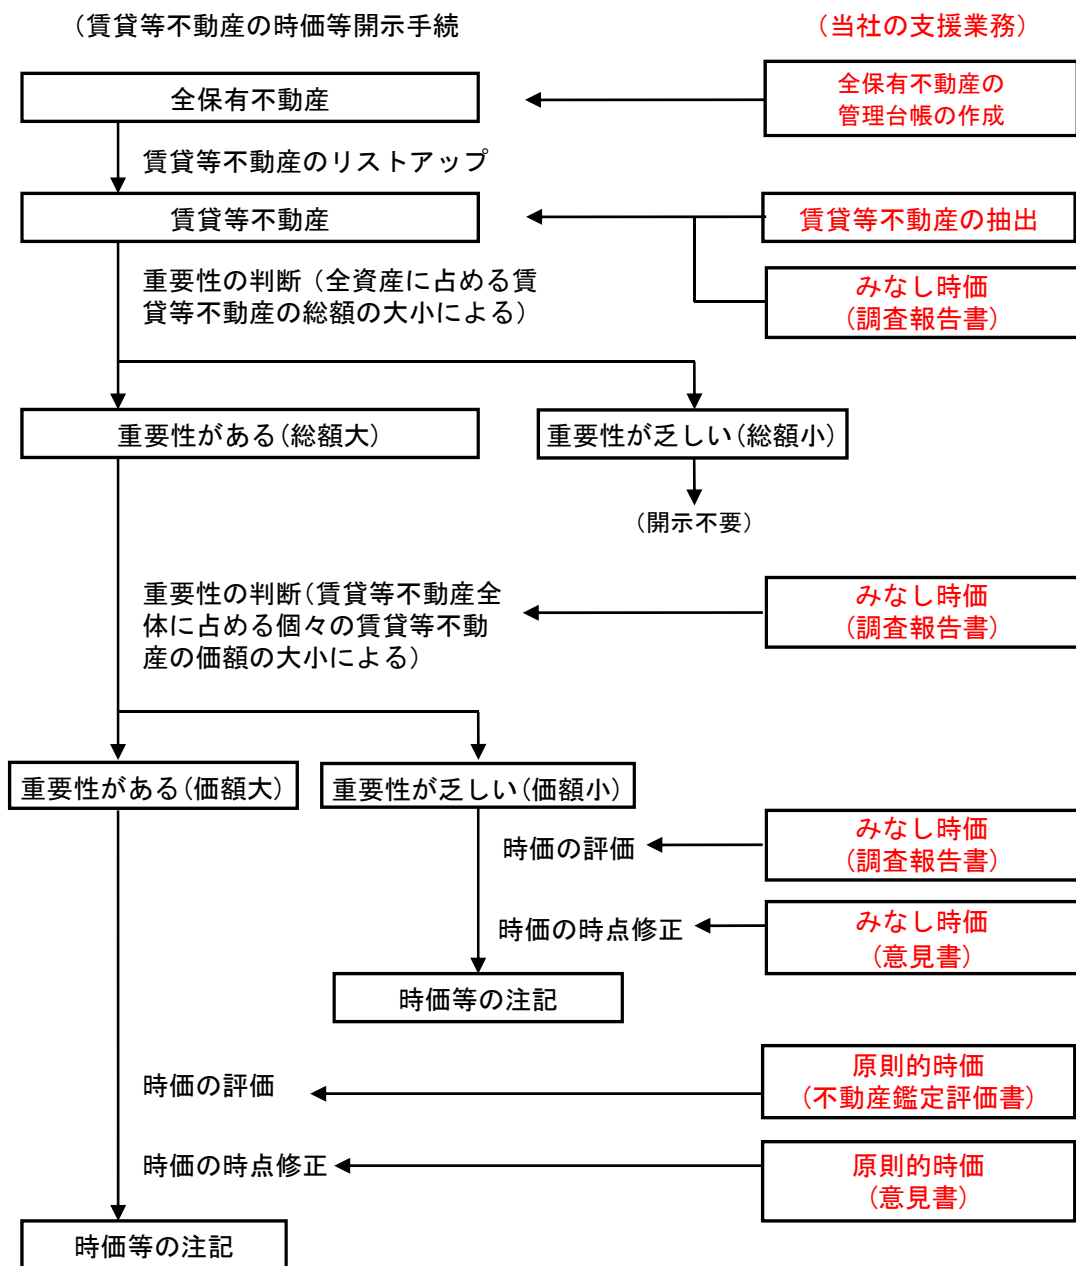 （賃貸等不動産の時価等開示手続
（当社の支援業務）
全保有不動産
全保有不動産の
管理台帳の作成
賃貸等不動産のリストアップ
賃貸等不動産
賃貸等不動産の抽出
重要性の判断（全資産に占める賃
貸等不動産の総額の大小による）
みなし時価
（調査報告書）
重要性がある（総額大）
重要性が乏しい（総額小）
（開示不要）
重要性の判断（賃貸等不動産全
体に占める個々の賃貸等不動
産の価額の大小による）
みなし時価
（調査報告書）
重要性がある（価額大）
重要性が乏しい（価額小）
時価の評価
みなし時価
（調査報告書）
時価の時点修正
みなし時価
（意見書）
時価等の注記
時価の評価
原則的時価
（不動産鑑定評価書）
時価の時点修正
原則的時価
（意見書）
時価等の注記